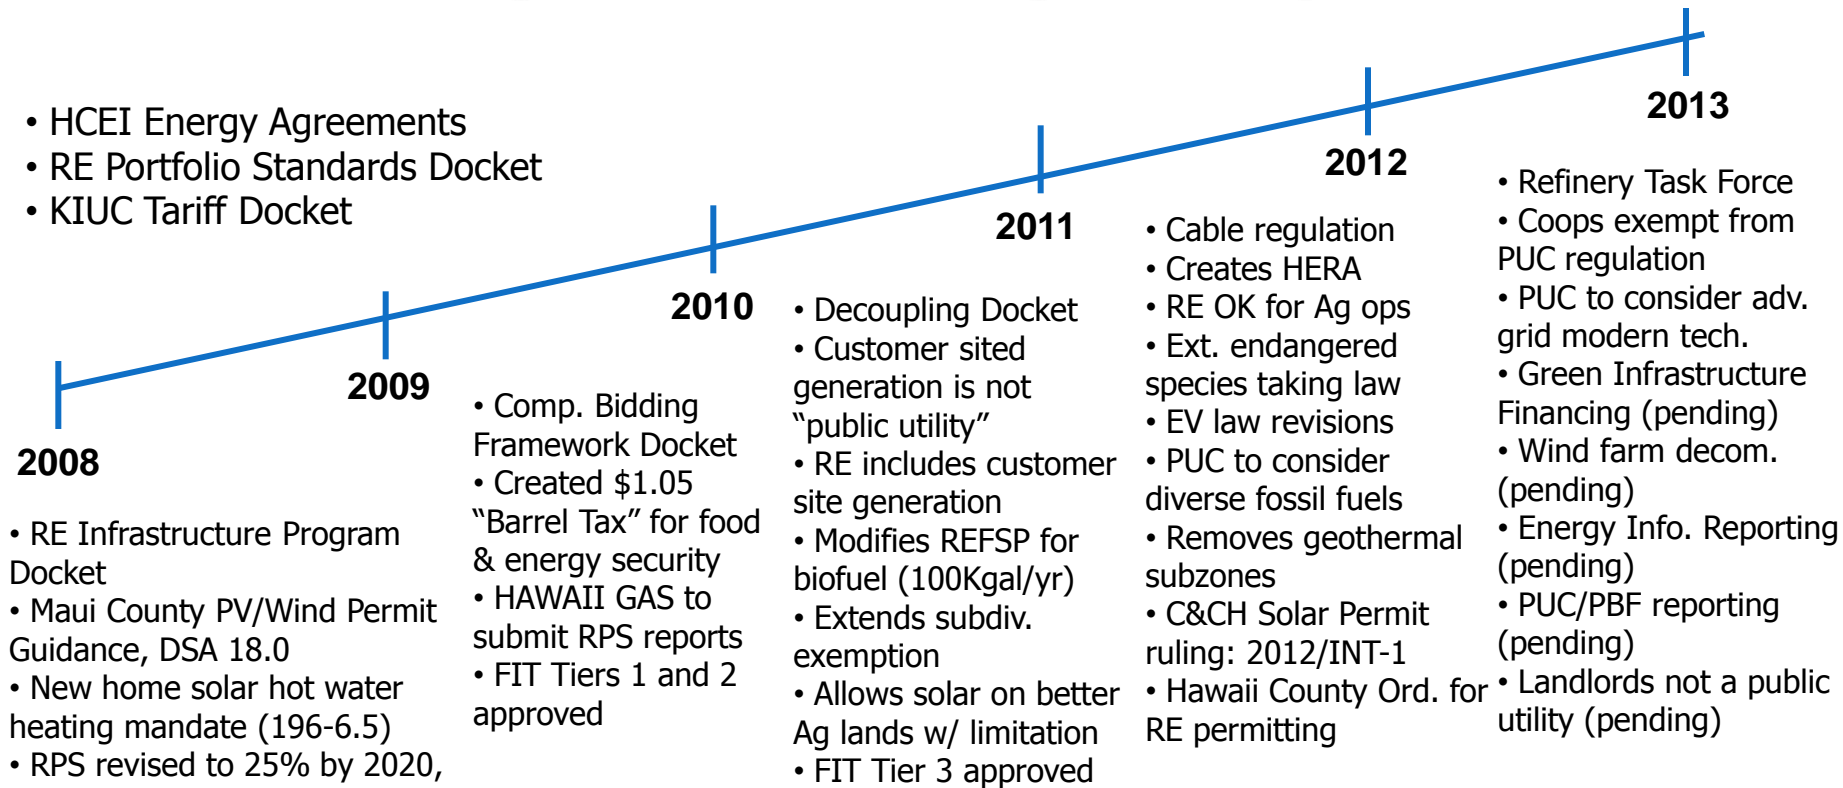 • HCEI Energy Agreements
• RE Portfolio Standards Docket
• KIUC Tariff Docket
2008
• RE Infrastructure Program
Docket
• Maui County PV/Wind Permit
Guidance, DSA 18.0
• New home solar hot water
heating mandate (196-6.5)
• RPS revised to 25% by 2020,
2009
2010
• Comp. Bidding
Framework Docket
• Created $1.05
“Barrel Tax” for food
& energy security
• HAWAII GAS to
submit RPS reports
• FIT Tiers 1 and 2
approved
2011
• Decoupling Docket
• Customer sited
generation is not
“public utility”
• RE includes customer
site generation
• Modifies REFSP for
biofuel (100Kgal/yr)
• Extends subdiv.
exemption
• Allows solar on better
Ag lands w/ limitation
• FIT Tier 3 approved
2012
• Cable regulation
• Creates HERA
• RE OK for Ag ops
• Ext. endangered
species taking law
• EV law revisions
• PUC to consider
diverse fossil fuels
• Removes geothermal
subzones
• C&CH Solar Permit
ruling: 2012/INT-1
• Hawaii County Ord. for
RE permitting
2013
• Refinery Task Force
• Coops exempt from
PUC regulation
• PUC to consider adv.
grid modern tech.
• Green Infrastructure
Financing (pending)
• Wind farm decom.
(pending)
• Energy Info. Reporting
(pending)
• PUC/PBF reporting
(pending)
• Landlords not a public
utility (pending)